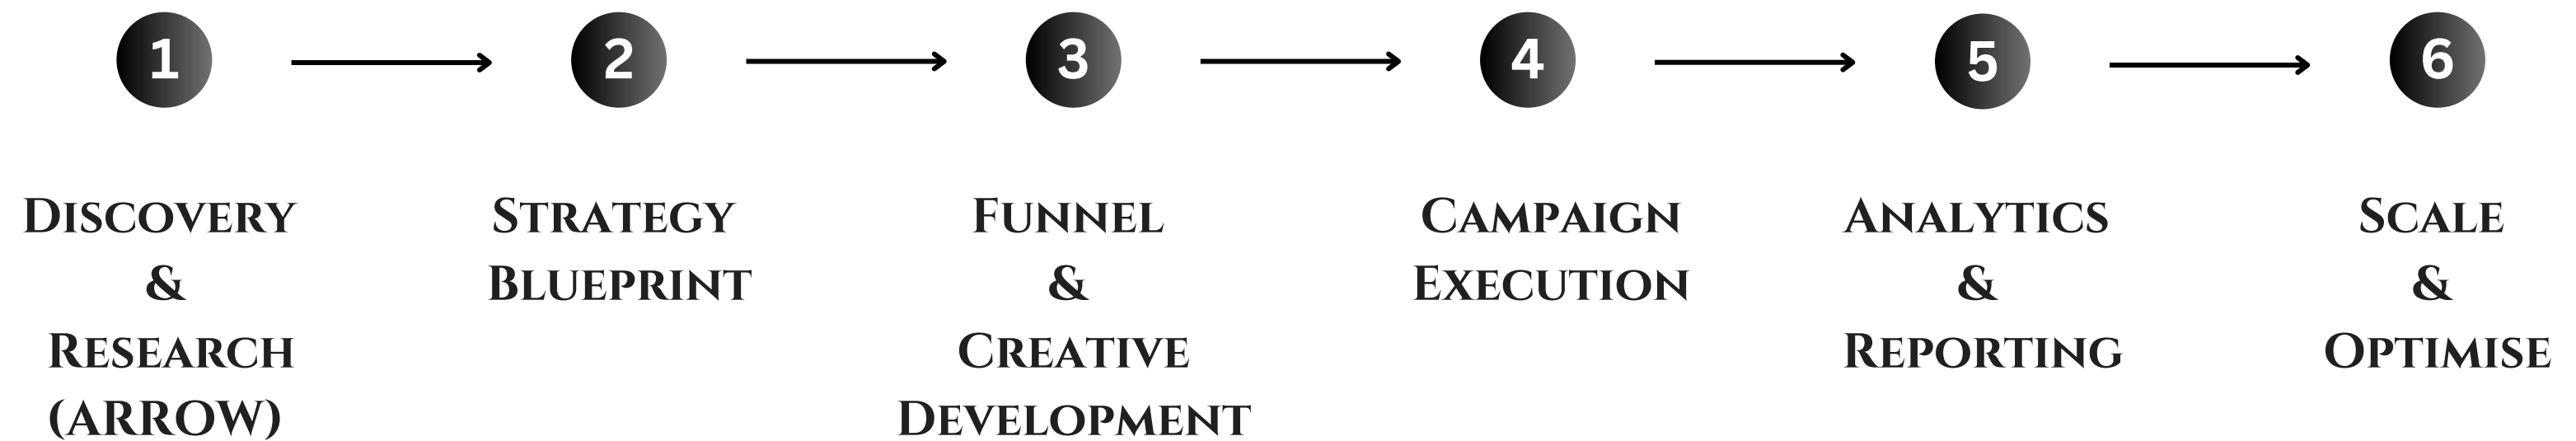 1
2
3
4
5
6
Discovery
&
Research
(ARROW)
Strategy
Blueprint
Funnel
&
Creative
Development
Campaign
Execution
Analytics
&
Reporting
Scale
&
Optimise